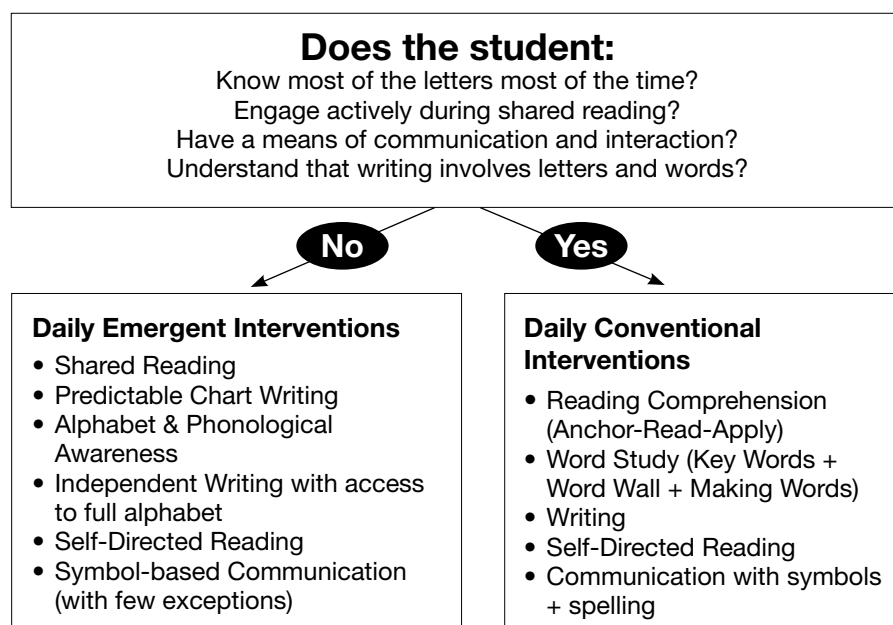 Does the student:
Know most of the letters most of the time?
Engage actively during shared reading?
Have a means of communication and interaction?
Understand that writing involves letters and words?
No
Yes
Daily Emergent Interventions
• Shared Reading
• Predictable Chart Writing
• Alphabet & Phonological
Awareness
• Independent Writing with access
to full alphabet
• Self-Directed Reading
• Symbol-based Communication
(with few exceptions)
Daily Conventional
Interventions
• Reading Comprehension
(Anchor-Read-Apply)
• Word Study (Key Words +
Word Wall + Making Words)
• Writing
• Self-Directed Reading
• Communication with symbols
+ spelling